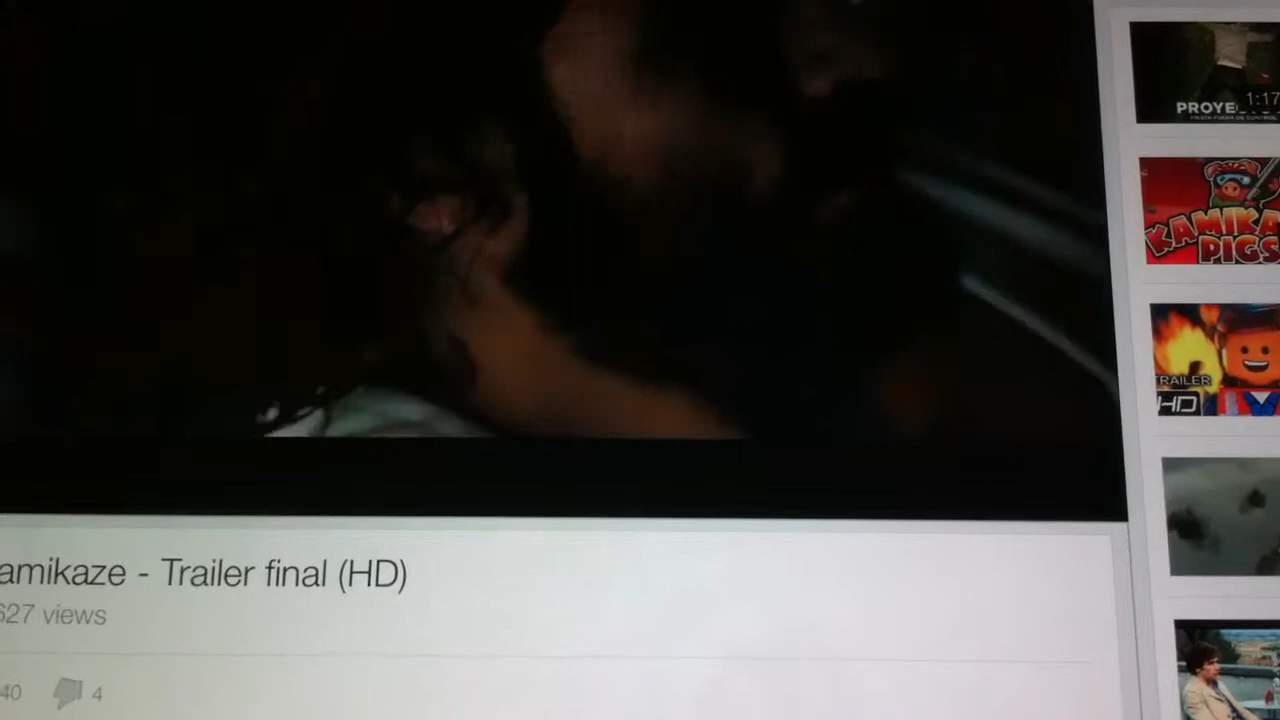 amikaze - Trailer final (HD)
627 views
40
4
1:17
PROYE
KAMIKA
PIGS
TRAILER
HD